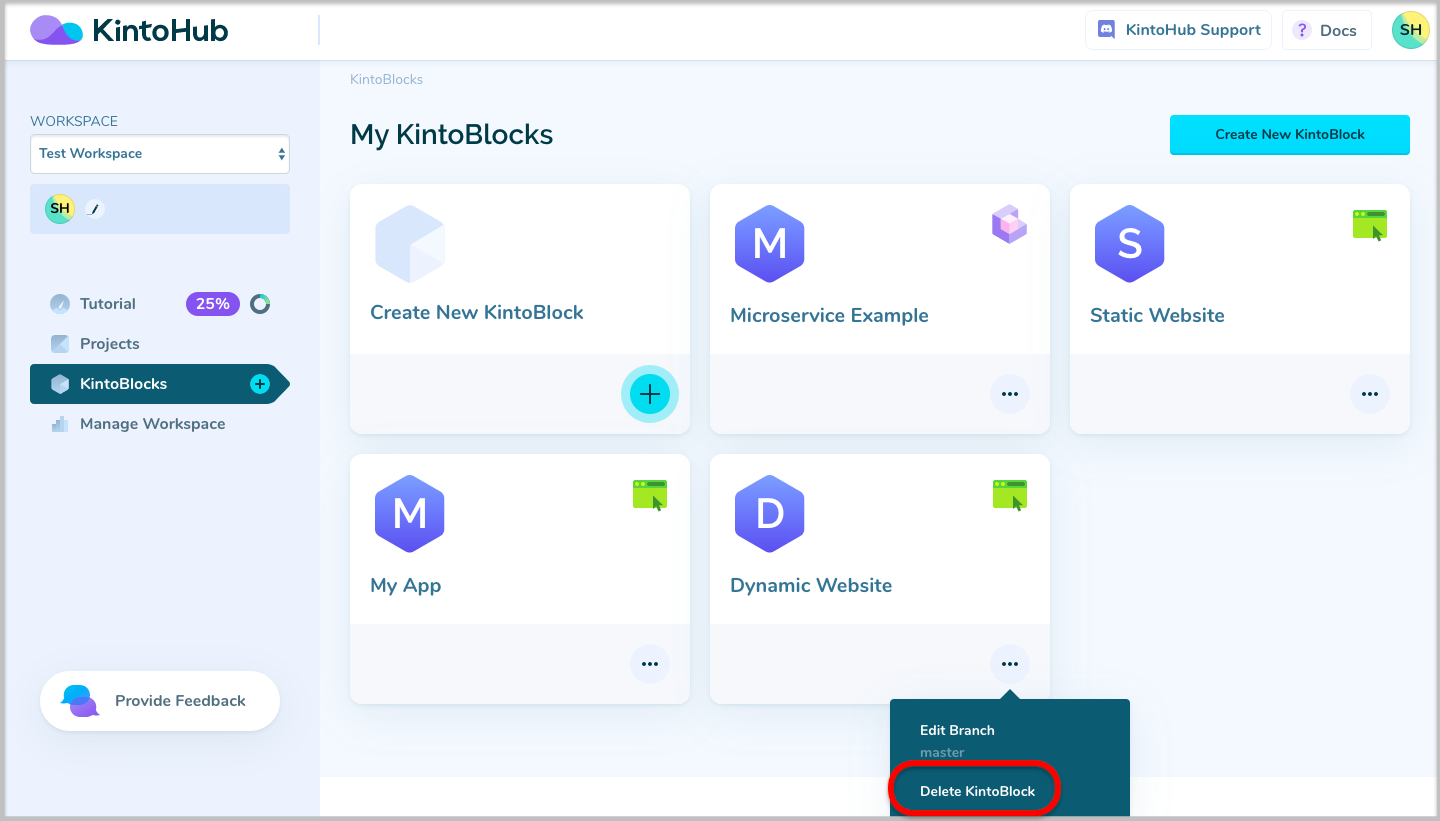 KintoHub
KintoHub Support
? Docs
SH
WORKSPACE
Test Workspace
SH
Tutorial 25%
Projects
KintoBlocks
Manage Workspace
Provide Feedback
KintoBlocks
My KintoBlocks
Create New KintoBlock
Create New KintoBlock
M
Microservice Example
S
Static Website
M
My App
D
Dynamic Website
Edit Branch
master
Delete KintoBlock